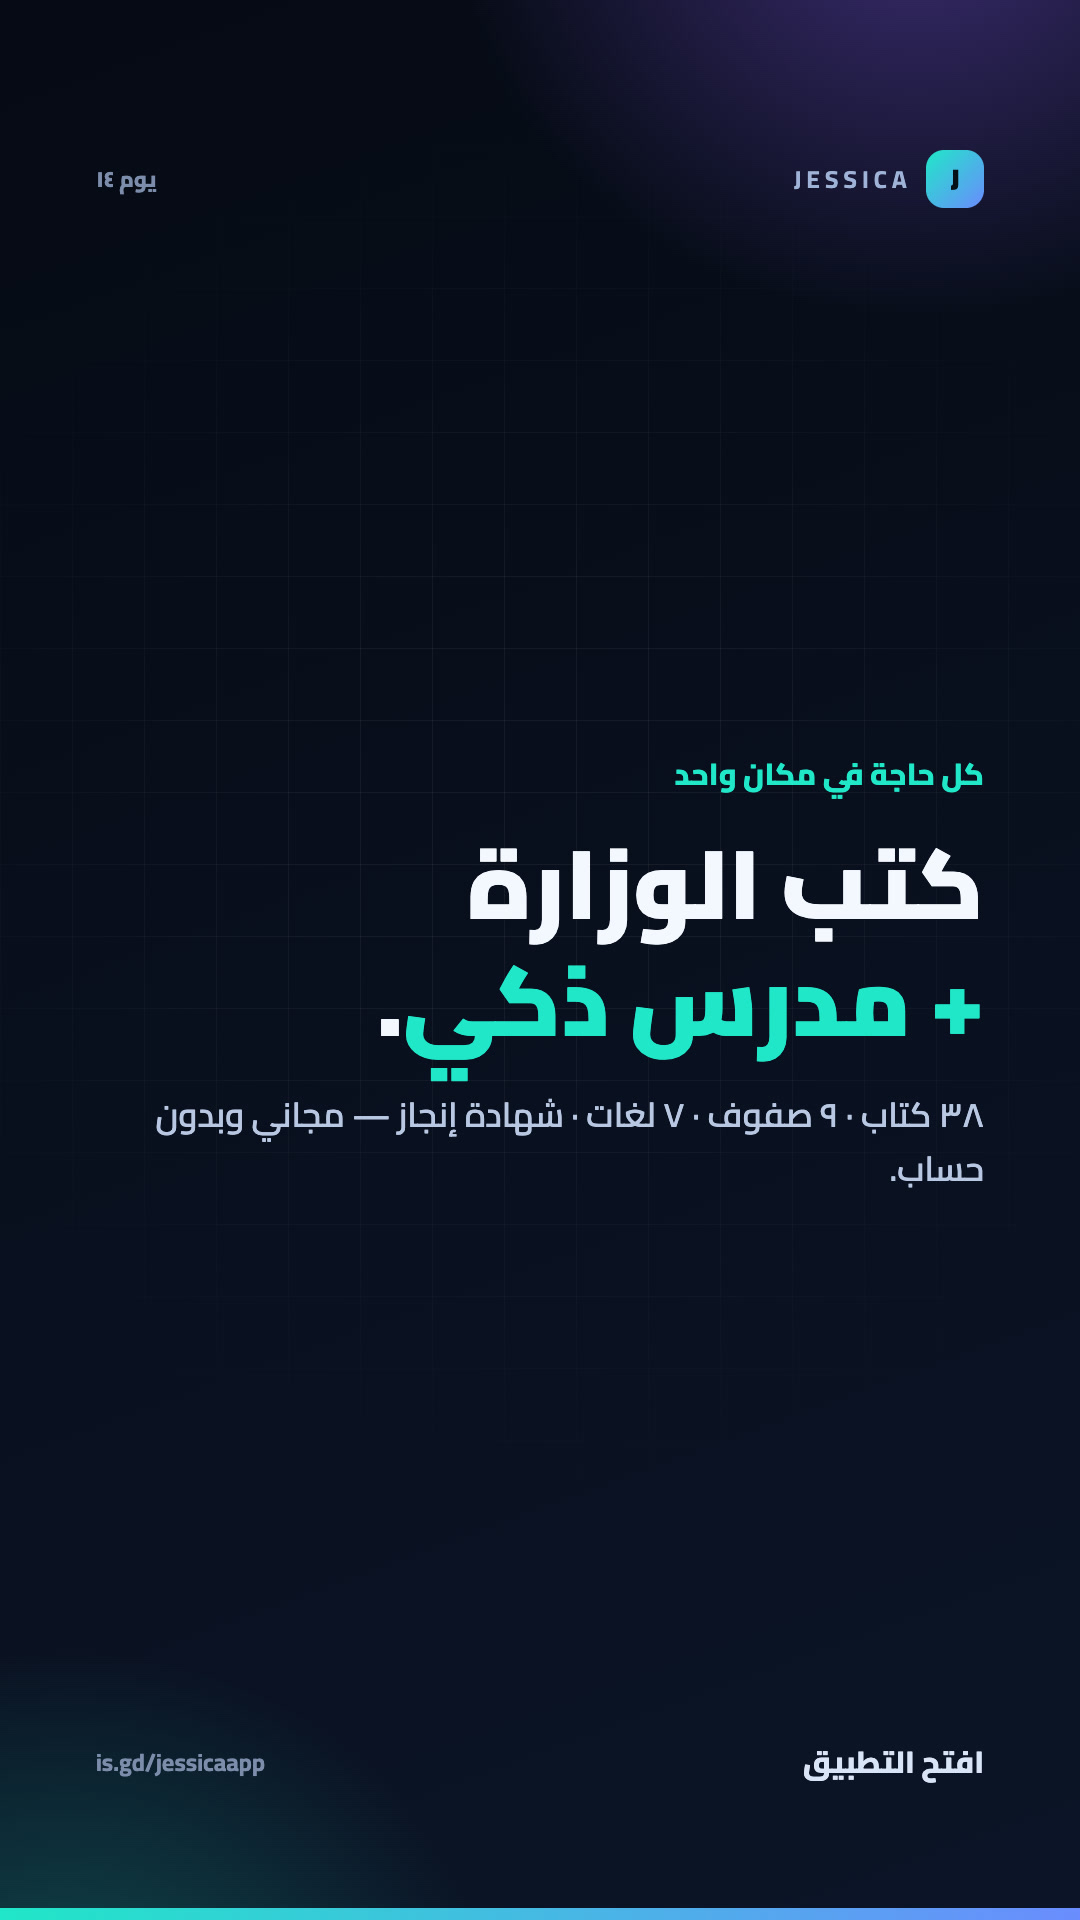 J JESSICA
يوم ١٤
كل حاجة في مكان واحد
كتب الوزارة
+ مدرس ذكي.
٣٨ كتاب · ٩ صفوف · ٧ لغات · شهادة إنجاز — مجاني وبدون
حساب.
افتح التطبيق
is.gd/jessicaapp